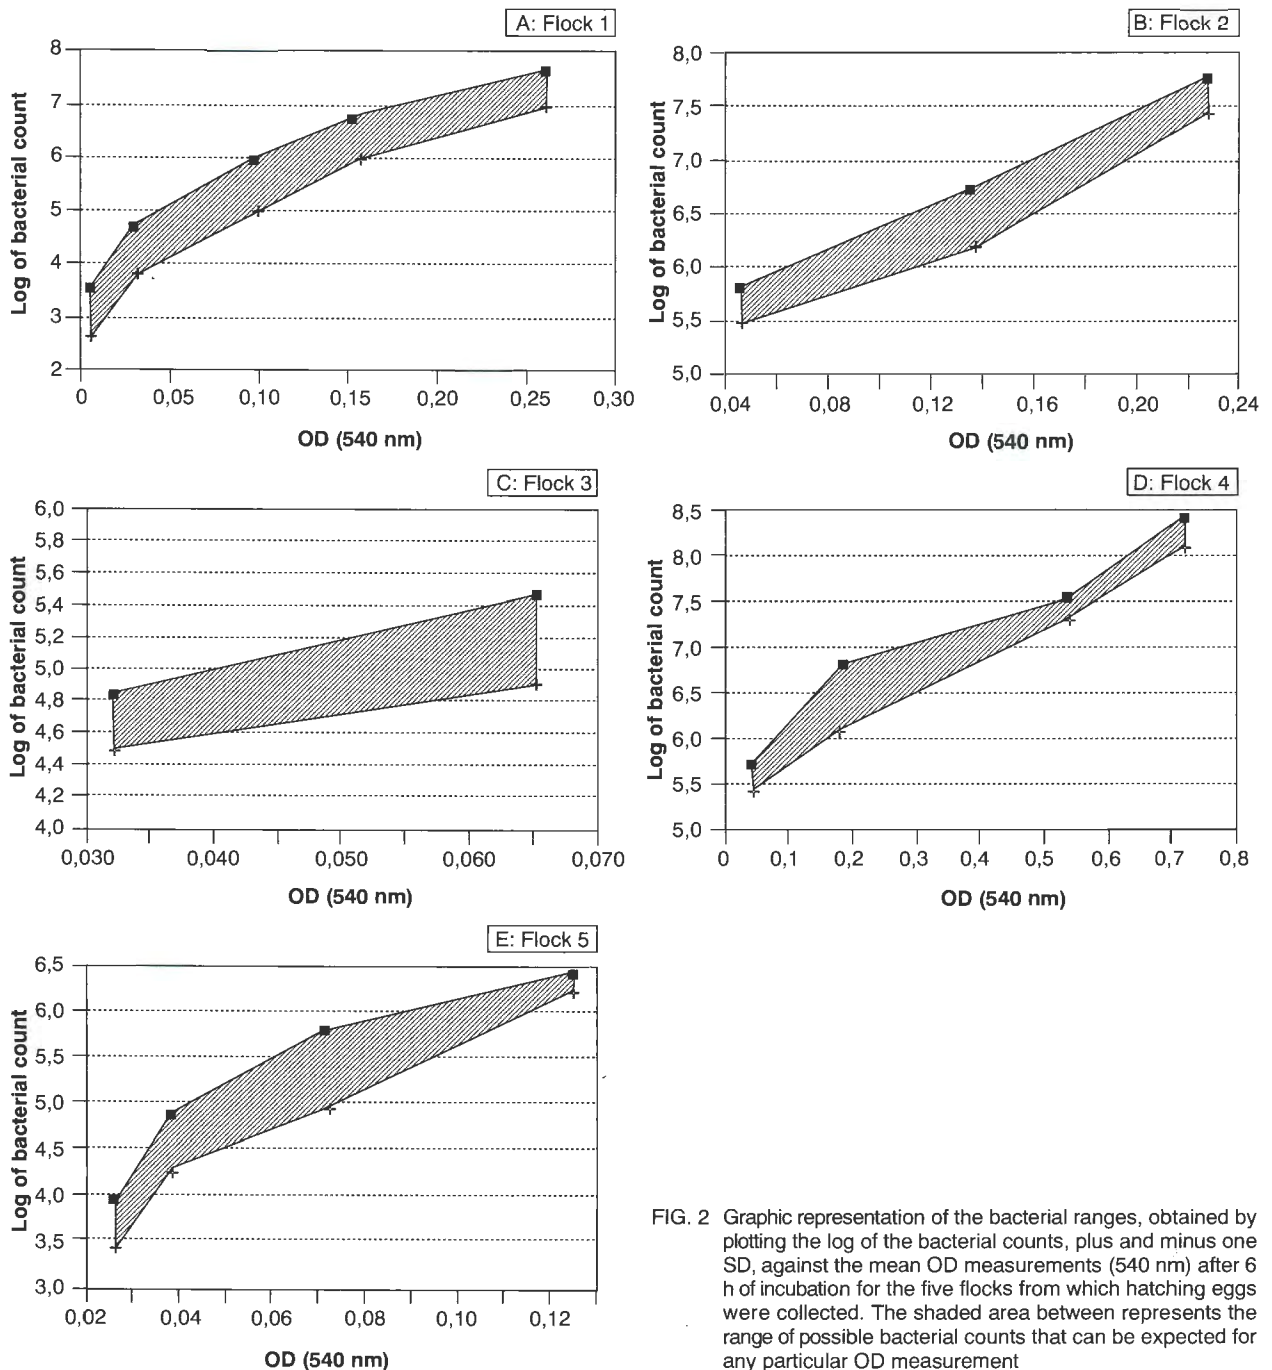 A: Flock 1
8
7
6
5
4
3
2
Log of bacterial count
0 0,05 0,10 0,15 0,20 0,25 0,30
OD (540 nm)
B: Flock 2
8,0
7,5
7,0
6,5
6,0
5,5
5,0
Log of bacterial count
0,04 0,08 0,12 0,16 0,20 0,24
OD (540 nm)
C: Flock 3
6,0
5,8
5,6
5,4
5,2
5,0
4,8
4,6
4,4
4,2
4,0
Log of bacterial count
0,030 0,040 0,050 0,060 0,070
OD (540 nm)
D: Flock 4
8,5
8,0
7,5
7,0
6,5
6,0
5,5
5,0
Log of bacterial count
0 0,1 0,2 0,3 0,4 0,5 0,6 0,7 0,8
OD (540 nm)
E: Flock 5
6,5
6,0
5,5
5,0
4,5
4,0
3,5
3,0
Log of bacterial count
0,02 0,04 0,06 0,08 0,10 0,12
OD (540 nm)
FIG. 2 Graphic representation of the bacterial ranges, obtained by
plotting the log of the bacterial counts, plus and minus one
SD, against the mean OD measurements (540 nm) after 6
h of incubation for the five flocks from which hatching eggs
were collected. The shaded area between represents the
range of possible bacterial counts that can be expected for
any particular OD measurement